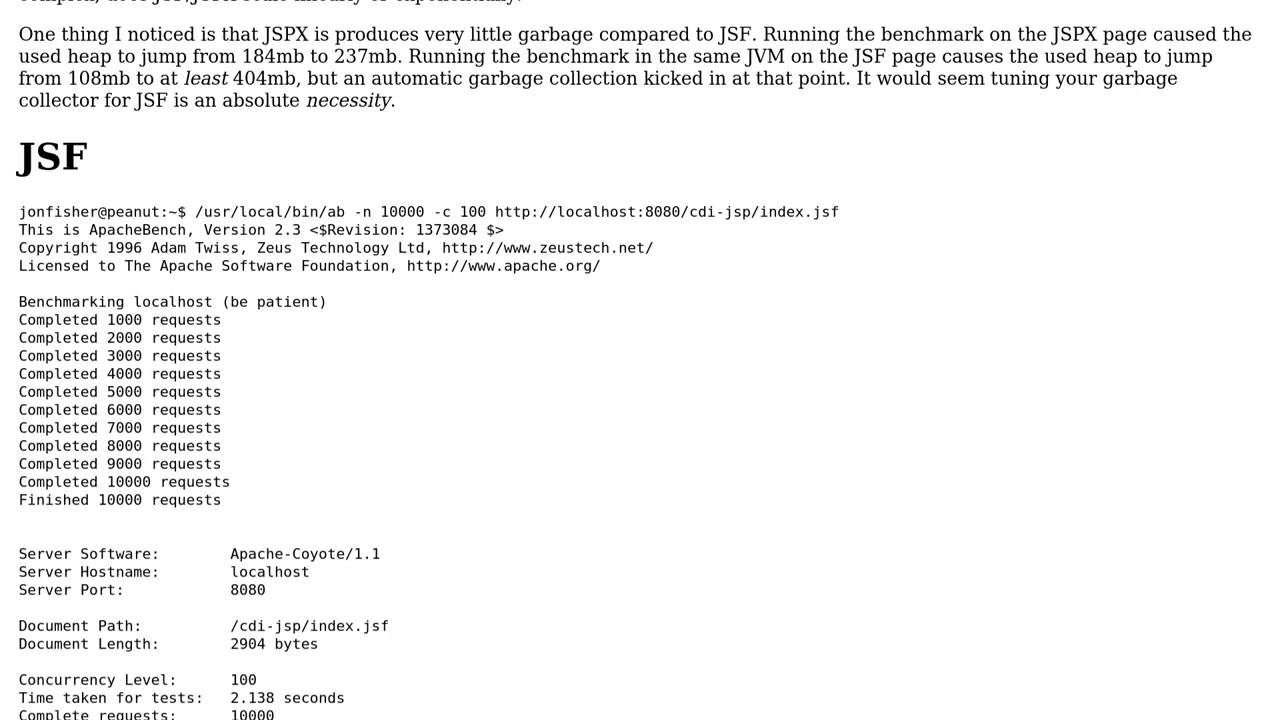 One thing I noticed is that JSPX is produces very little garbage compared to JSF. Running the benchmark on the JSPX page caused the
used heap to jump from 184mb to 237mb. Running the benchmark in the same JVM on the JSF page causes the used heap to jump
from 108mb to at least 404mb, but an automatic garbage collection kicked in at that point. It would seem tuning your garbage
collector for JSF is an absolute necessity.
JSF
jonfisher@peanut:~$ /usr/local/bin/ab -n 10000 -c 100 http://localhost:8080/cdi-jsp/index.jsf
This is ApacheBench, Version 2.3 <$Revision: 1373084 $>
Copyright 1996 Adam Twiss, Zeus Technology Ltd, http://www.zeustech.net/
Licensed to The Apache Software Foundation, http://www.apache.org/
Benchmarking localhost (be patient)
Completed 1000 requests
Completed 2000 requests
Completed 3000 requests
Completed 4000 requests
Completed 5000 requests
Completed 6000 requests
Completed 7000 requests
Completed 8000 requests
Completed 9000 requests
Completed 10000 requests
Finished 10000 requests
Server Software: Apache-Coyote/1.1
Server Hostname: localhost
Server Port: 8080
Document Path: /cdi-jsp/index.jsf
Document Length: 2904 bytes
Concurrency Level: 100
Time taken for tests: 2.138 seconds
Complete requests: 10000